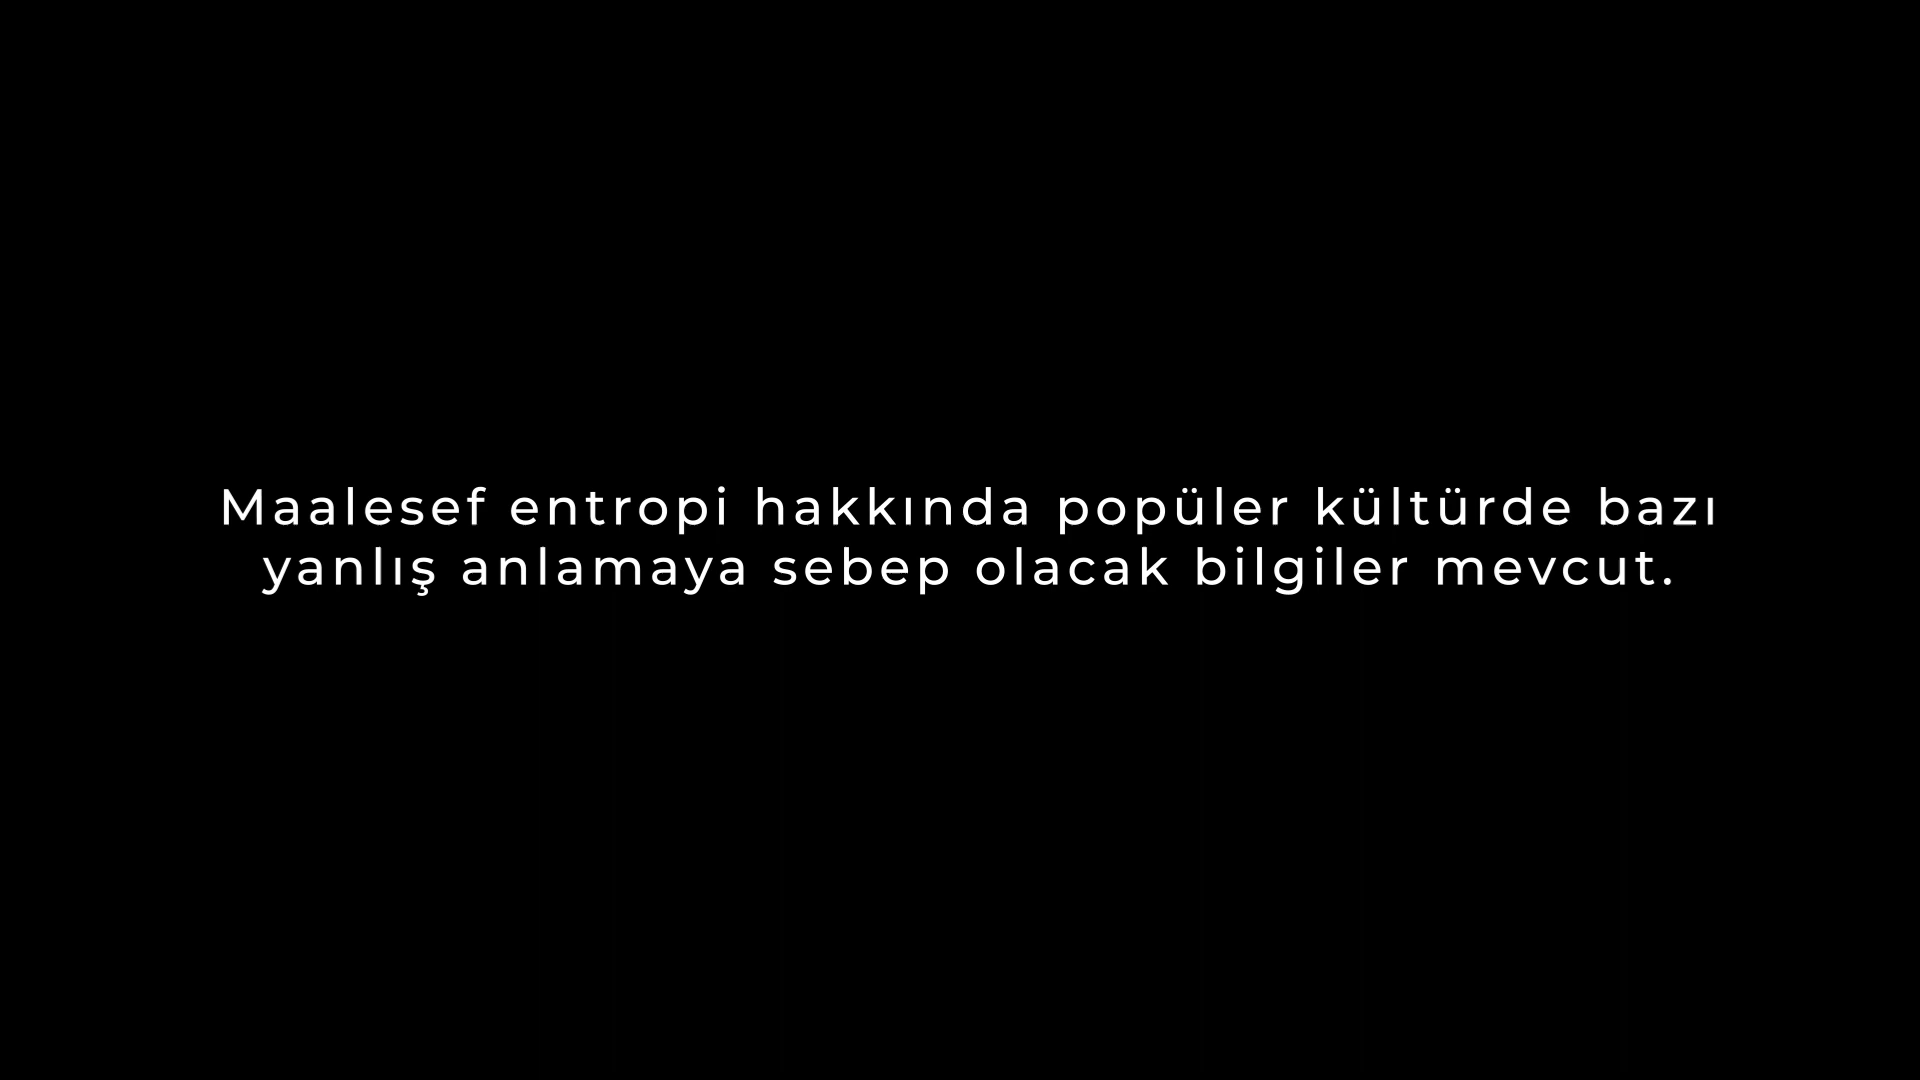 Maalesef entropi hakkında popüler kültürde bazı
yanlış anlamaya sebep olacak bilgiler mevcut.